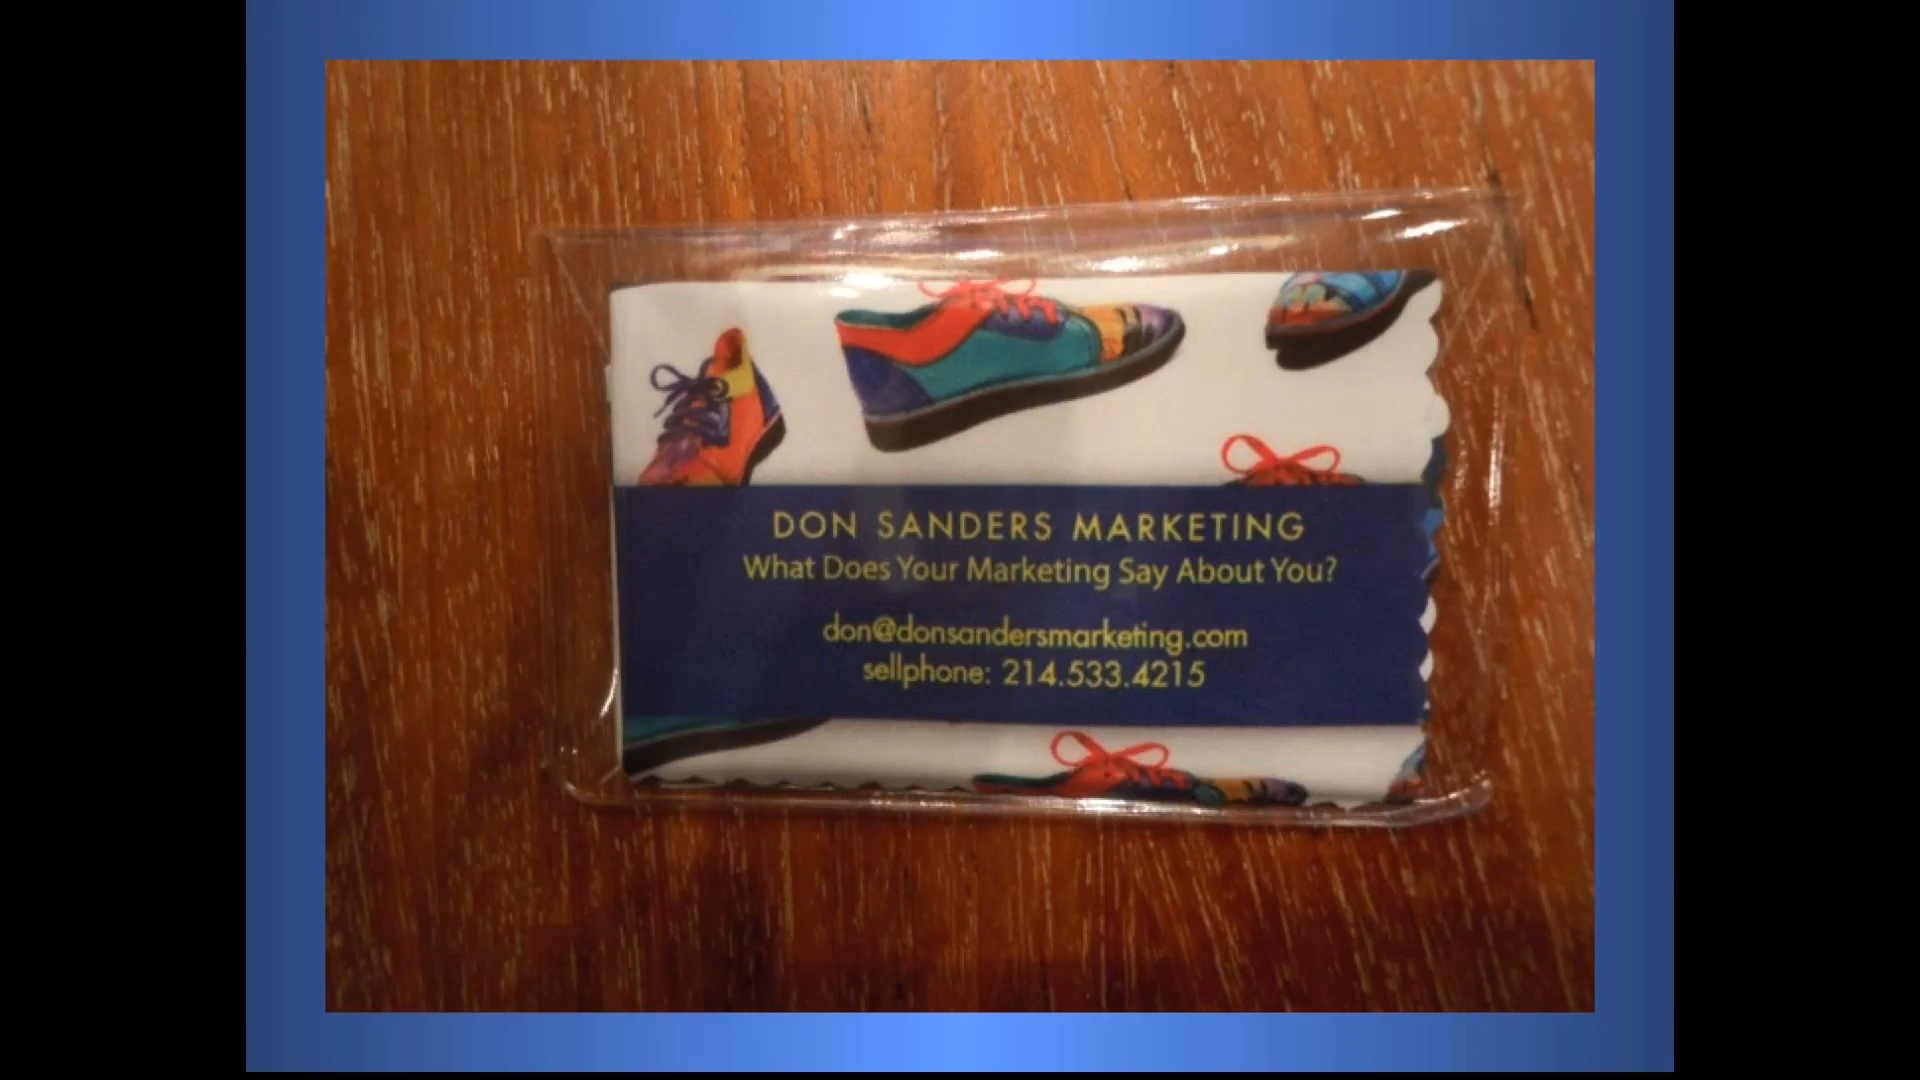 DON SANDERS MARKETING
What Does Your Marketing Say About You?
don@donsandersmarketing.com
sellphone: 214.533.4215